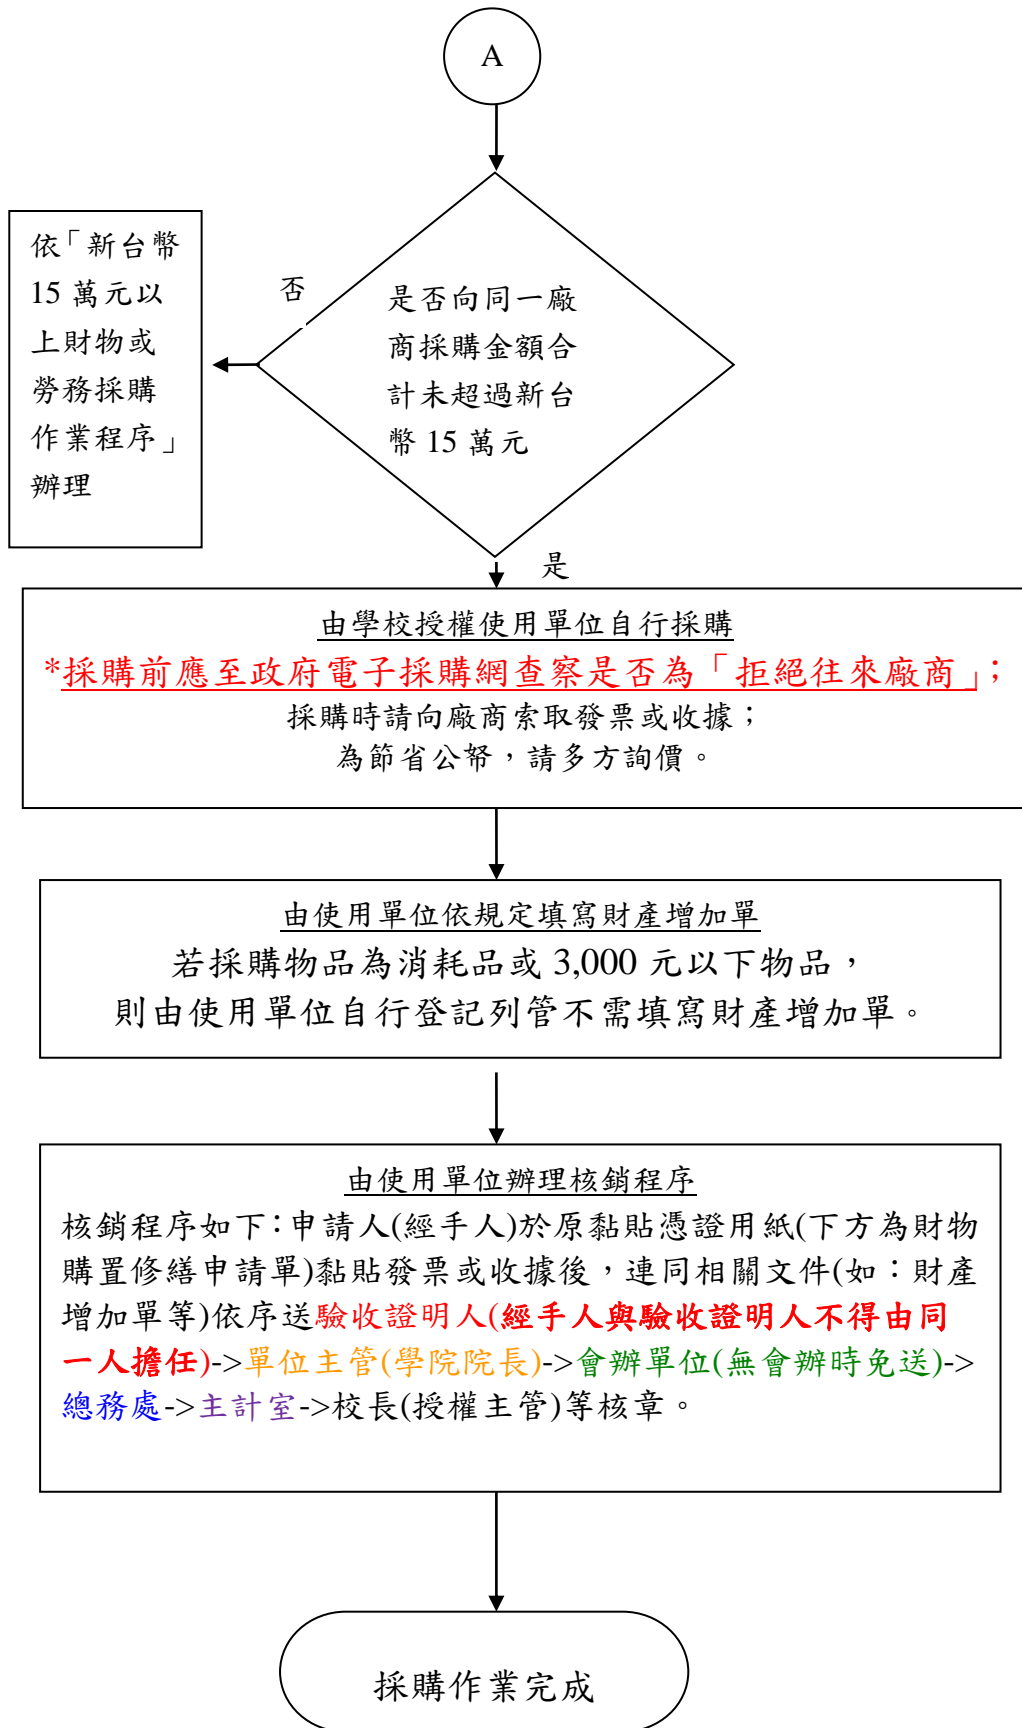 A
是否向同一廠
商採購金額合
計未超過新台
幣 15 萬元
否
依「新台幣
15 萬元以
上財物或
勞務採購
作業程序」
辦理
是
由學校授權使用單位自行採購
*採購前應至政府電子採購網查察是否為「拒絕往來廠商」；
採購時請向廠商索取發票或收據；
為節省公帑，請多方詢價。
由使用單位依規定填寫財產增加單
若採購物品為消耗品或 3,000 元以下物品，
則由使用單位自行登記列管不需填寫財產增加單。
由使用單位辦理核銷程序
核銷程序如下：申請人(經手人)於原黏貼憑證用紙(下方為財物
購置修繕申請單)黏貼發票或收據後，連同相關文件(如：財產
增加單等)依序送驗收證明人(經手人與驗收證明人不得由同
一人擔任)->單位主管(學院院長)->會辦單位(無會辦時免送)->
總務處->主計室->校長(授權主管)等核章。
採購作業完成